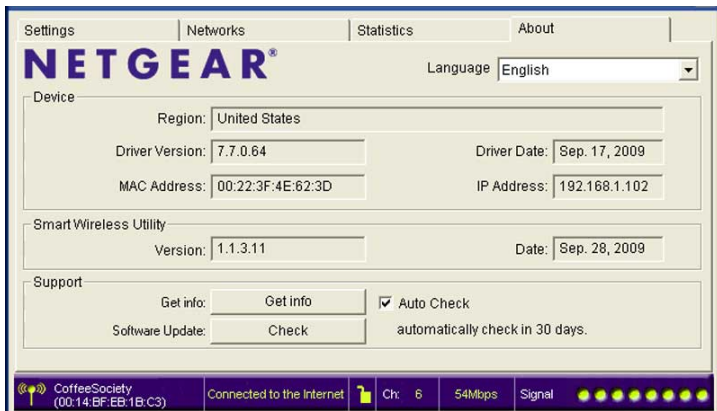 Settings Networks Statistics About
NETGEAR®
Language English
Device
Region: United States
Driver Version: 7.7.0.64 Driver Date: Sep. 17, 2009
MAC Address: 00:22:3F:4E:62:3D IP Address: 192.168.1.102
Smart Wireless Utility
Version: 1.1.3.11 Date: Sep. 28, 2009
Support
Get info: Get info Auto Check
Software Update: Check automatically check in 30 days.
CoffeeSociety Connected to the Internet Ch: 6 54Mbps Signal
(00:14:BF:EB:1B:C3)